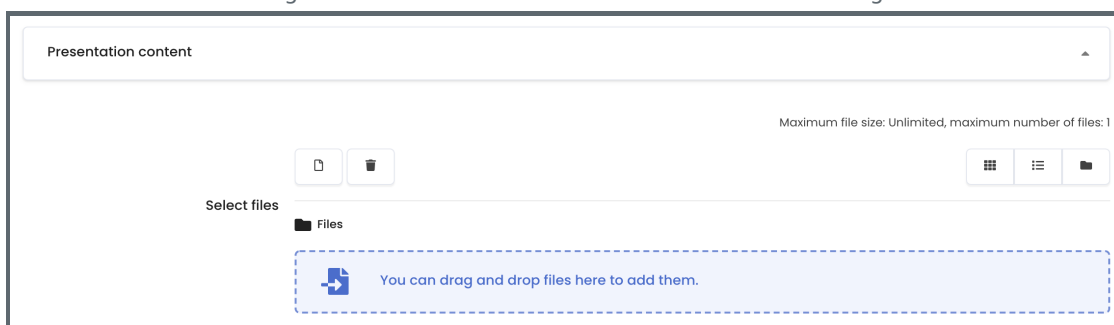 Presentation content
Maximum file size: Unlimited, maximum number of files: 1
Select files
Files
You can drag and drop files here to add them.